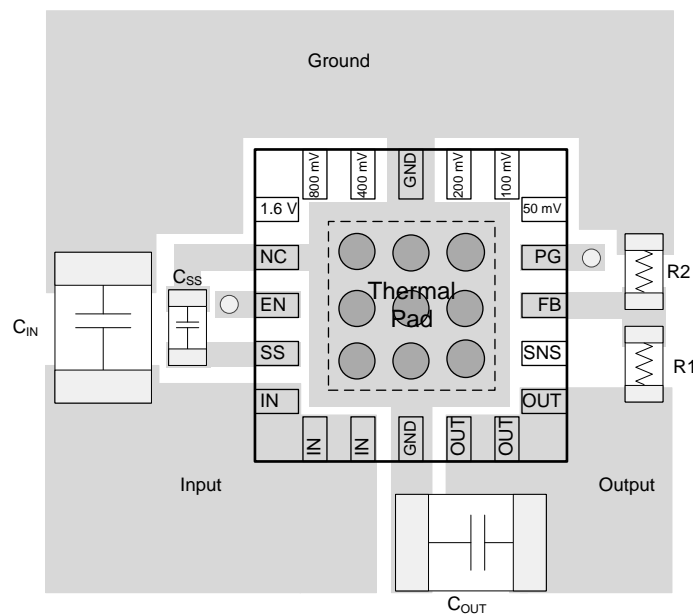 Ground
800 mV
400 mV
GND
200 mV
100 mV
1.6 V
50 mV
NC
PG
CSS
R2
EN
FB
Thermal
Pad
CIN
SS
SNS
R1
IN
OUT
IN
IN
GND
OUT
OUT
Input
Output
COUT